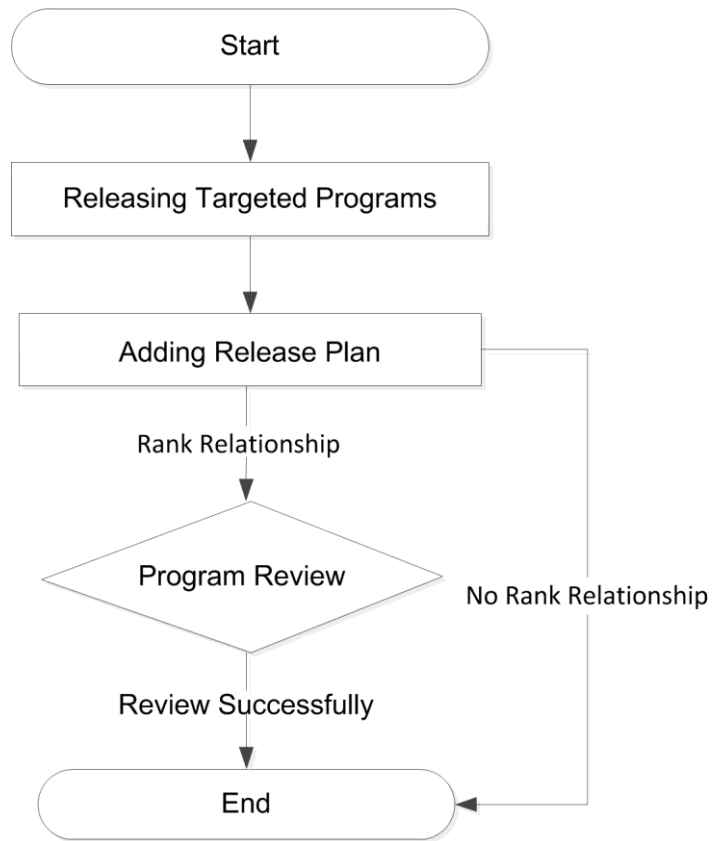 Start
Releasing Targeted Programs
Adding Release Plan
Rank Relationship
Program Review
No Rank Relationship
Review Successfully
End